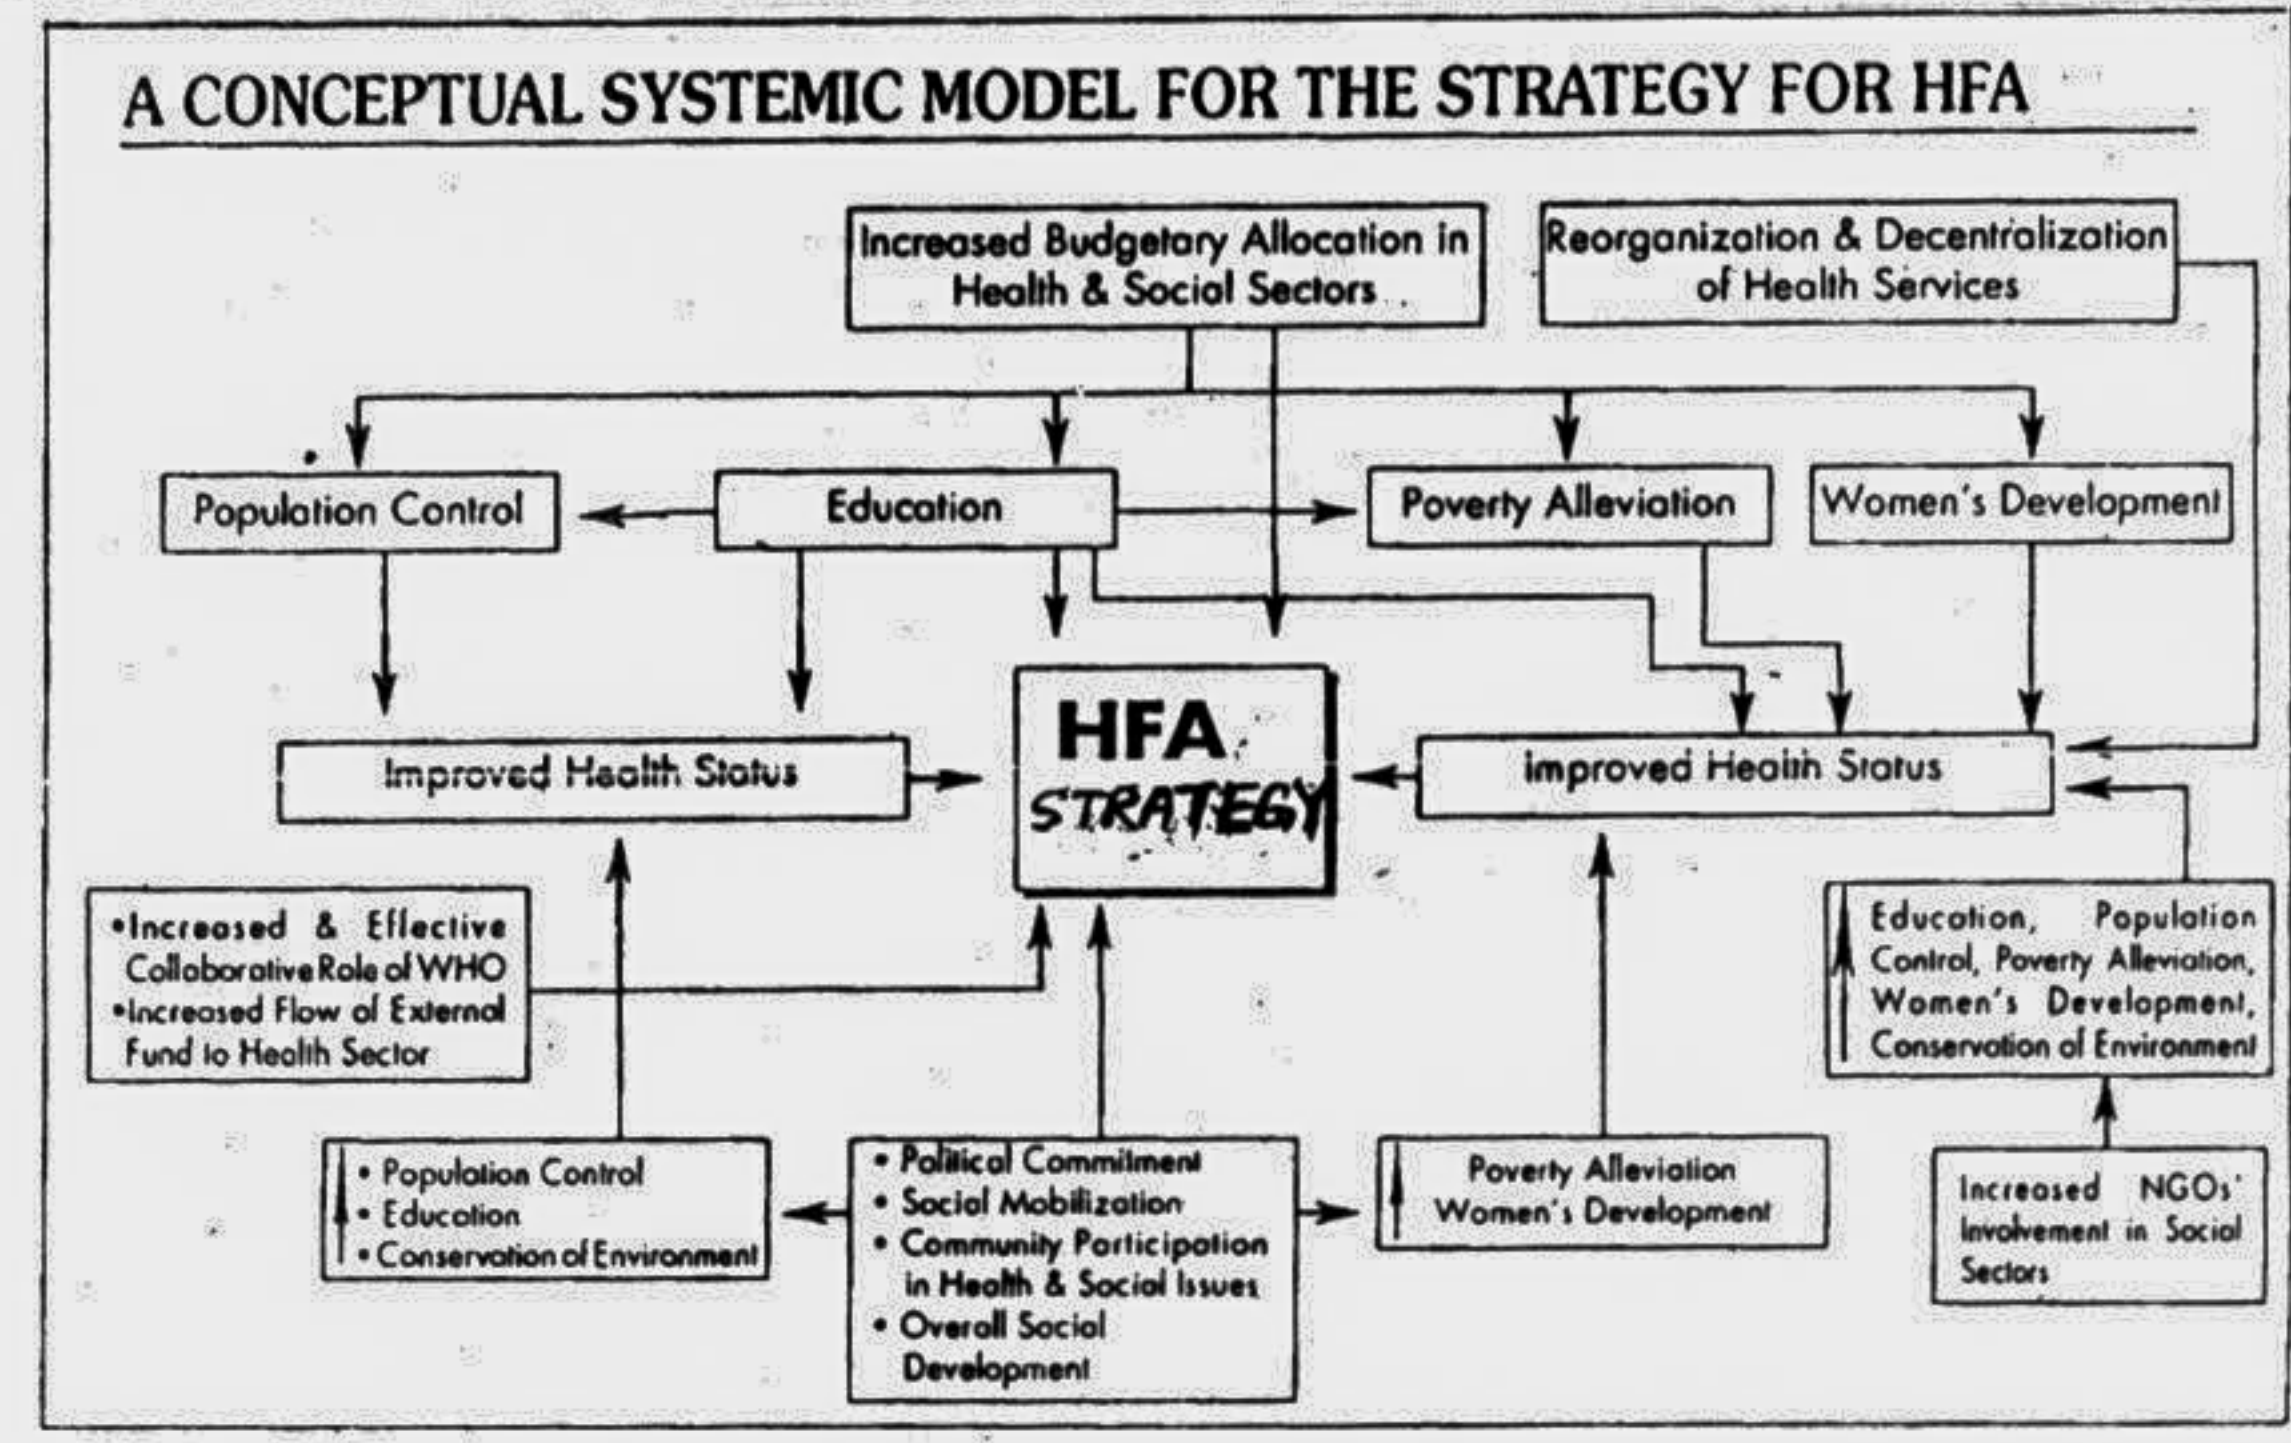 A CONCEPTUAL SYSTEMIC MODEL FOR THE STRATEGY FOR HFA
Increased Budgetary Allocation in
Health & Social Sectors
Reorganization & Decentralization
of Health Services
Population Control
Education
Poverty Alleviation
Women's Development
HFA
STRATEGY
Improved Health Status
Improved Health Status
•Increased & Effective
Collaborative Role of WHO
•Increased Flow of External
Fund to Health Sector
Education, Population
Control, Poverty Alleviation,
Women's Development,
Conservation of Environment
• Population Control
• Education
• Conservation of Environment
• Political Commitment
• Social Mobilization
• Community Participation
in Health & Social Issues
• Overall Social
Development
Poverty Alleviation
Women's Development
Increased NGOs'
Involvement in Social
Sectors